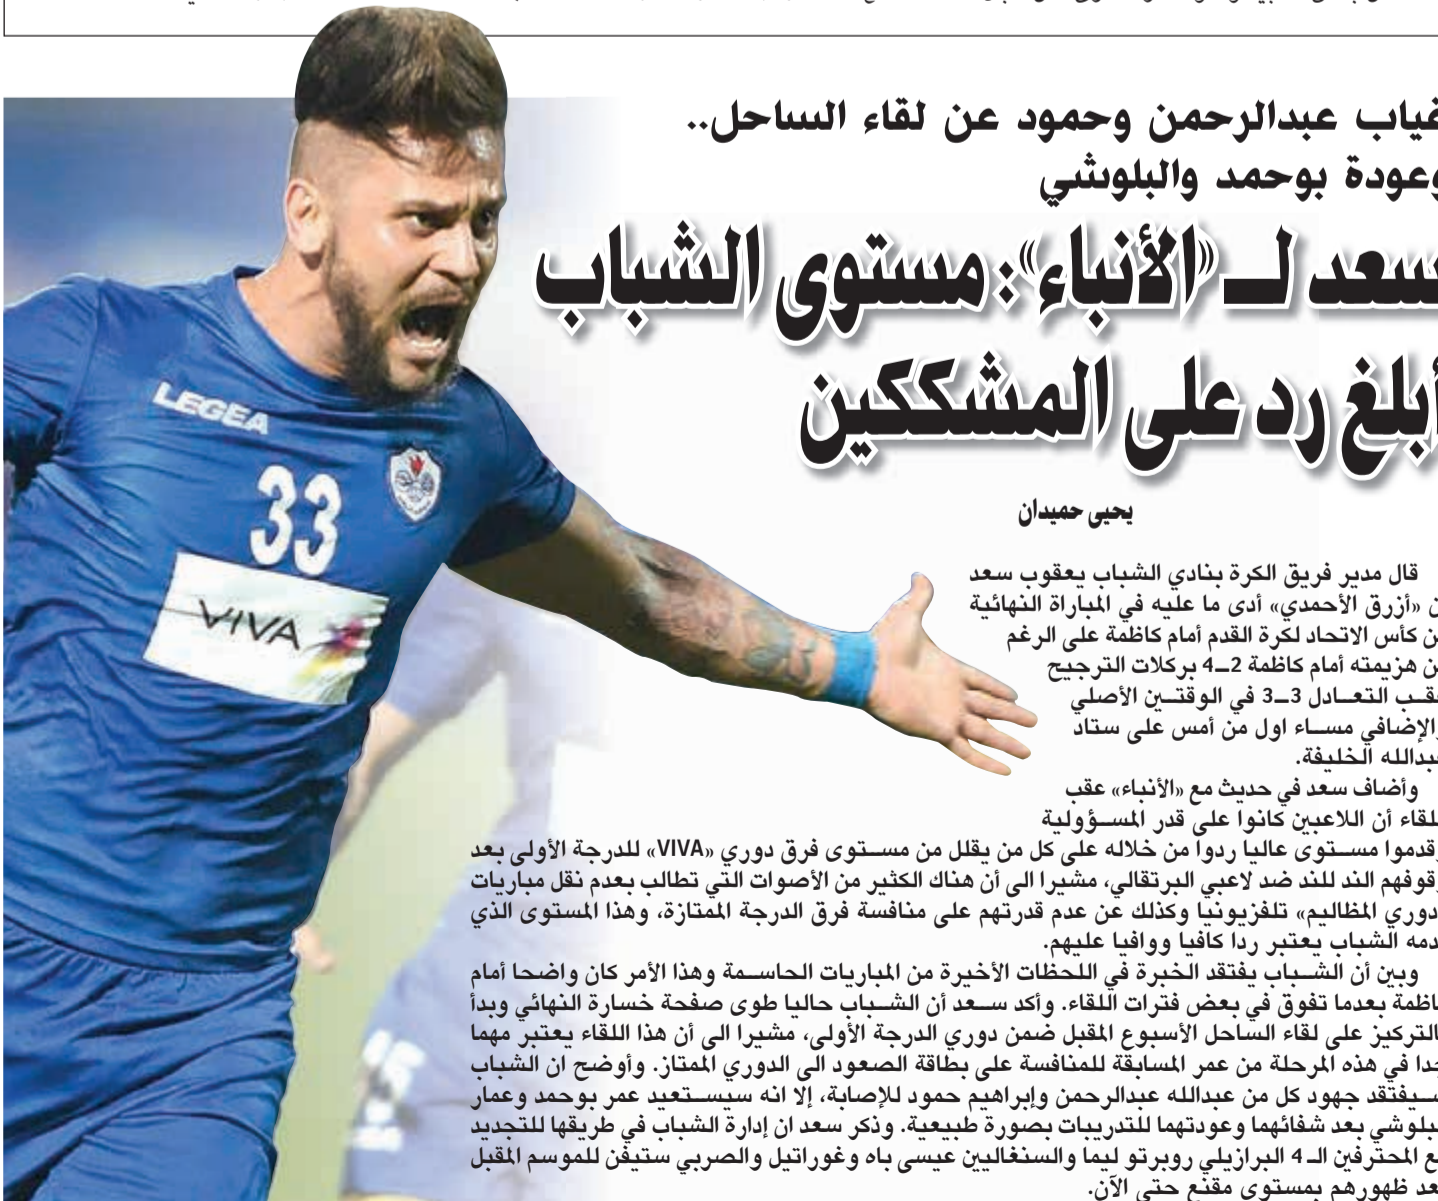 غياب عبدالرحمن وحمود عن لقاء الساحل..
وعودة بوحمد والبلوشي
سعد لـ «الأنباء»: مستوى الشباب
أبلغ رد على المشككين
يحيى حميدان
LEGEA
33
VIVA
قال مدير فريق الكرة بنادي الشباب يعقوب سعد
ن «أزرق الأحمدي» أدى ما عليه في المباراة النهائية
ن كأس الاتحاد لكرة القدم أمام كاظمة على الرغم
ن هزيمته أمام كاظمة 2ـ4 بركلات الترجيح
قب التعادل 3ـ3 في الوقتين الأصلي
الإضافي مساء اول من أمس على ستاد
بدالله الخليفة.
وأضاف سعد في حديث مع «الأنباء» عقب
للقاء أن اللاعبين كانوا على قدر المسؤولية
قدموا مستوى عاليا ردوا من خلاله على كل من يقلل من مستوى فرق دوري «VIVA» للدرجة الأولى بعد
قوفهم الند للند ضد لاعبي البرتقالي، مشيرا الى أن هناك الكثير من الأصوات التي تطالب بعدم نقل مباريات
دوري المظاليم» تلفزيونيا وكذلك عن عدم قدرتهم على منافسة فرق الدرجة الممتازة، وهذا المستوى الذي
دمه الشباب يعتبر ردا كافيا ووافيا عليهم.
وبين أن الشباب يفتقد الخبرة في اللحظات الأخيرة من المباريات الحاسمة وهذا الأمر كان واضحا أمام
اظمة بعدما تفوق في بعض فترات اللقاء. وأكد سعد أن الشباب حاليا طوى صفحة خسارة النهائي وبدأ
التركيز على لقاء الساحل الأسبوع المقبل ضمن دوري الدرجة الأولى، مشيرا الى أن هذا اللقاء يعتبر مهما
جدا في هذه المرحلة من عمر المسابقة للمنافسة على بطاقة الصعود الى الدوري الممتاز. وأوضح ان الشباب
سيفتقد جهود كل من عبدالله عبدالرحمن وإبراهيم حمود للإصابة، إلا انه سيستعيد عمر بوحمد وعمار
لبلوشي بعد شفائهما وعودتهما للتدريبات بصورة طبيعية. وذكر سعد ان إدارة الشباب في طريقها للتجديد
ع المحترفين الـ 4 البرازيلي روبرتو ليما والسنغاليين عيسى باه وغوراتيل والصربي ستيفن للموسم المقبل
عد ظهورهم بمستوى مقنع حتى الآن.